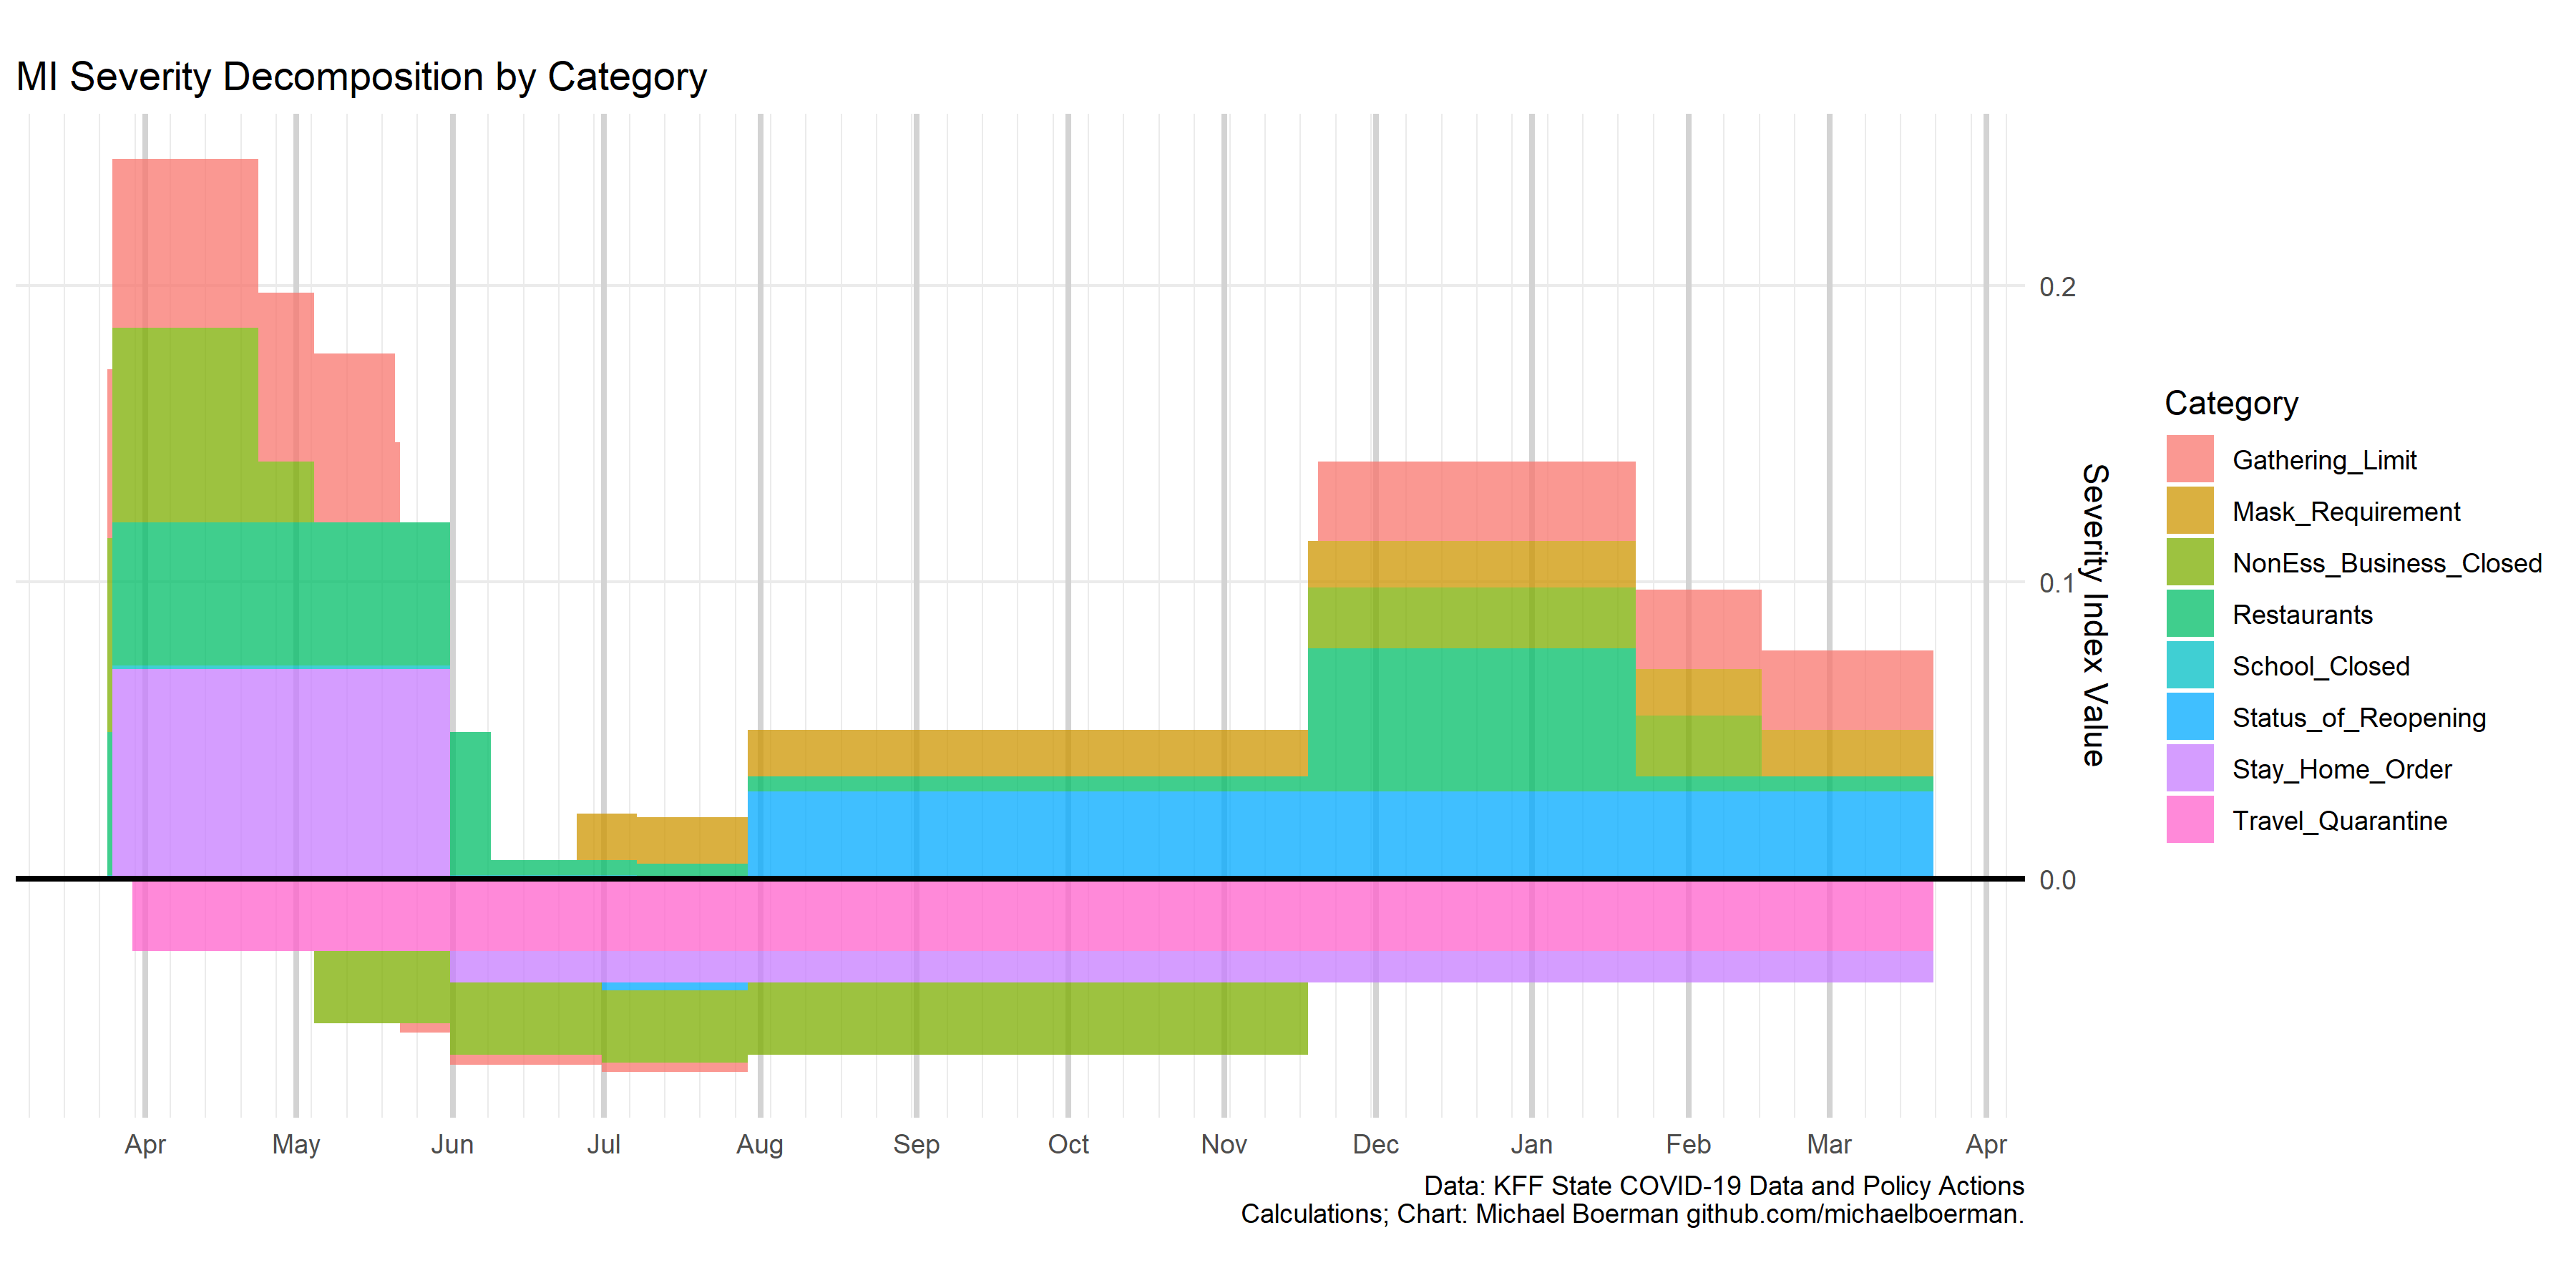 MI Severity Decomposition by Category
0.2
0.1
0.0
Severity Index Value
Apr May Jun Jul Aug Sep Oct Nov Dec Jan Feb Mar Apr
Data: KFF State COVID-19 Data and Policy Actions
Calculations; Chart: Michael Boerman github.com/michaelboerman.
Category
Gathering_Limit
Mask_Requirement
NonEss_Business_Closed
Restaurants
School_Closed
Status_of_Reopening
Stay_Home_Order
Travel_Quarantine